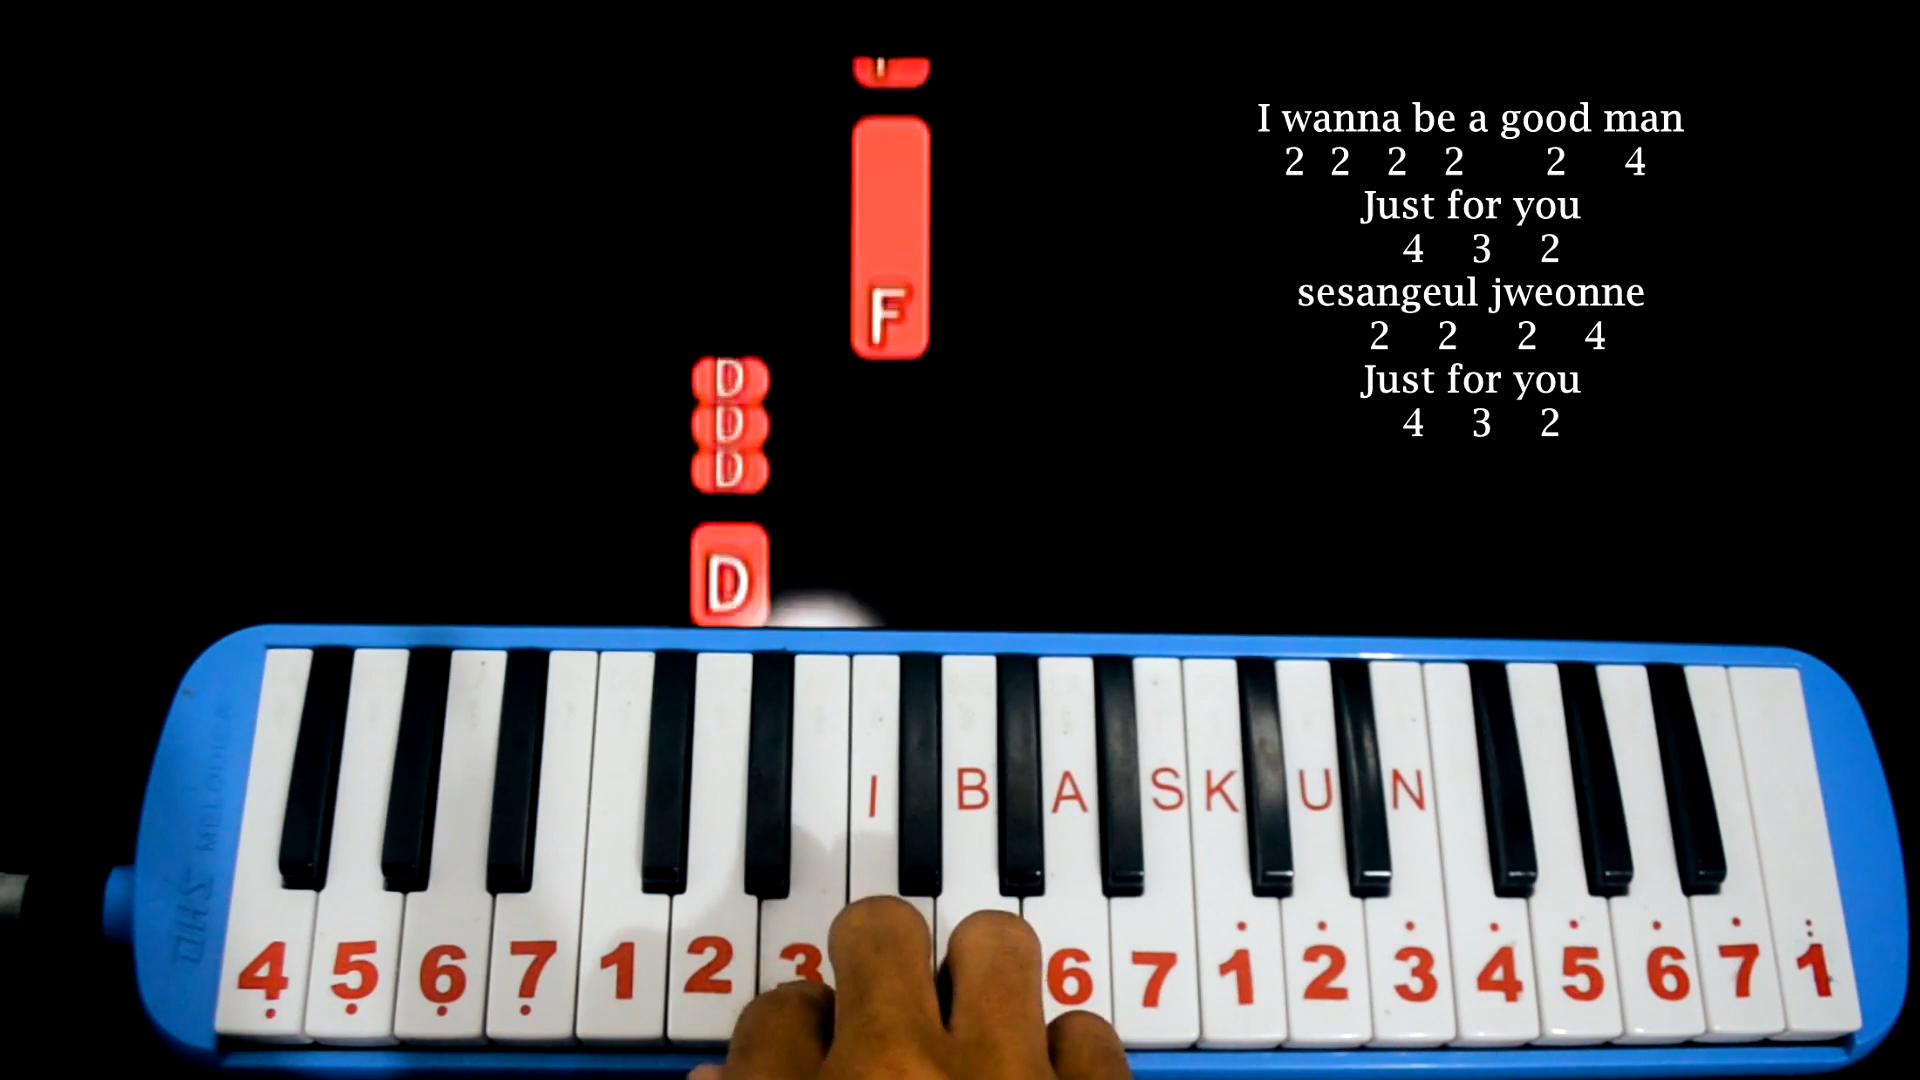 I wanna be a good man
2 2 2 2 2 4
Just for you
4 3 2
sesangeul jweonne
2 2 2 4
Just for you
4 3 2
F
D
D
D
D
I B A S K U N
4 5 6 7 1 2 3 6 7 1 2 3 4 5 6 7 1
MELODICA